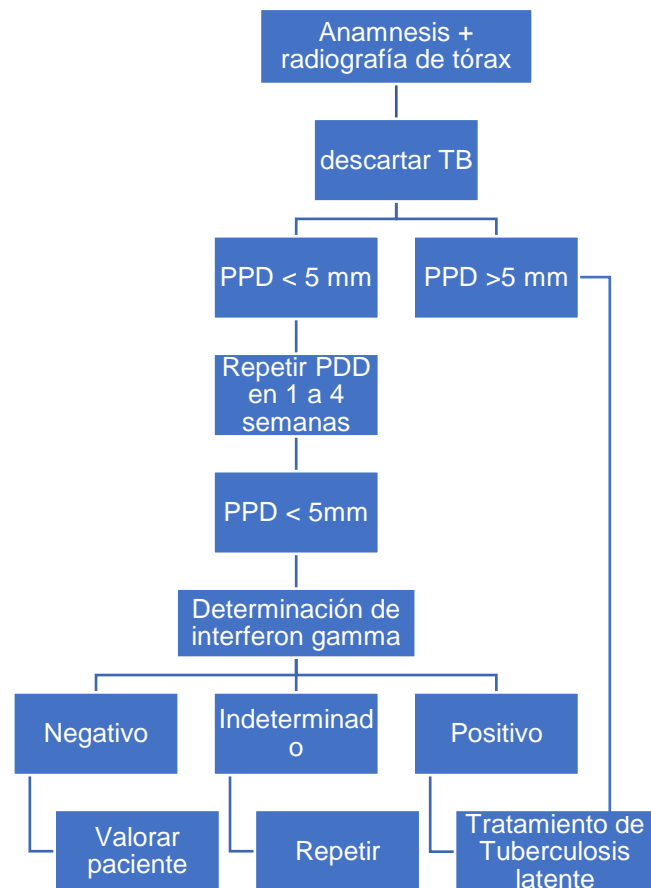 Anamnesis +
radiografía de tórax
descartar TB
PPD < 5 mm
PPD >5 mm
Repetir PDD
en 1 a 4
semanas
PPD < 5mm
Determinación de
interferon gamma
Negativo
Indeterminad
o
Positivo
Valorar
paciente
Repetir
Tratamiento de
Tuberculosis
latente